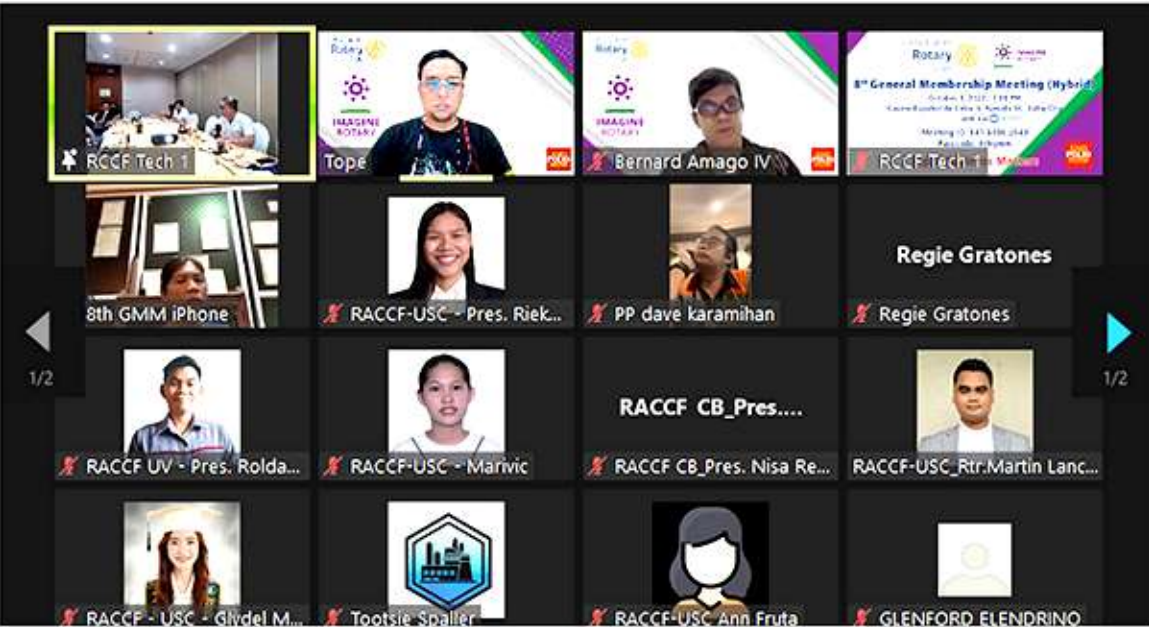 Rotary
IMAGINE
ROTARY
Rotary
IMAGINE
ROTARY
Rotary
8th General Membership Meeting (Hybrid)
RCCF Tech 1
Tope
Bernard Amago IV
RCCF Tech 1
8th GMM iPhone
RACCF-USC - Pres. Riek...
PP dave karamihan
Regie Gratones
Regie Gratones
1/2
1/2
RACCF UV - Pres. Rolda...
RACCF-USC - Marivic
RACCF CB_Pres....
RACCF CB_Pres. Nisa Re...
RACCF-USC_Rtr.Martin Lanc...
RACCF - USC - Glydel M...
Tootsie Spaller
RACCF-USC Ann Fruta
GLENFORD ELENDRINO